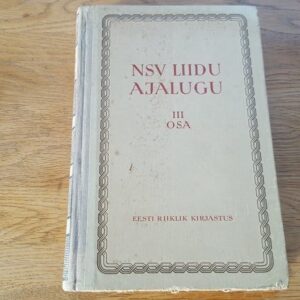 NSV LIIDU
AJALUGU
III
OSA
EESTI RIIKLIK KIRJASTUS